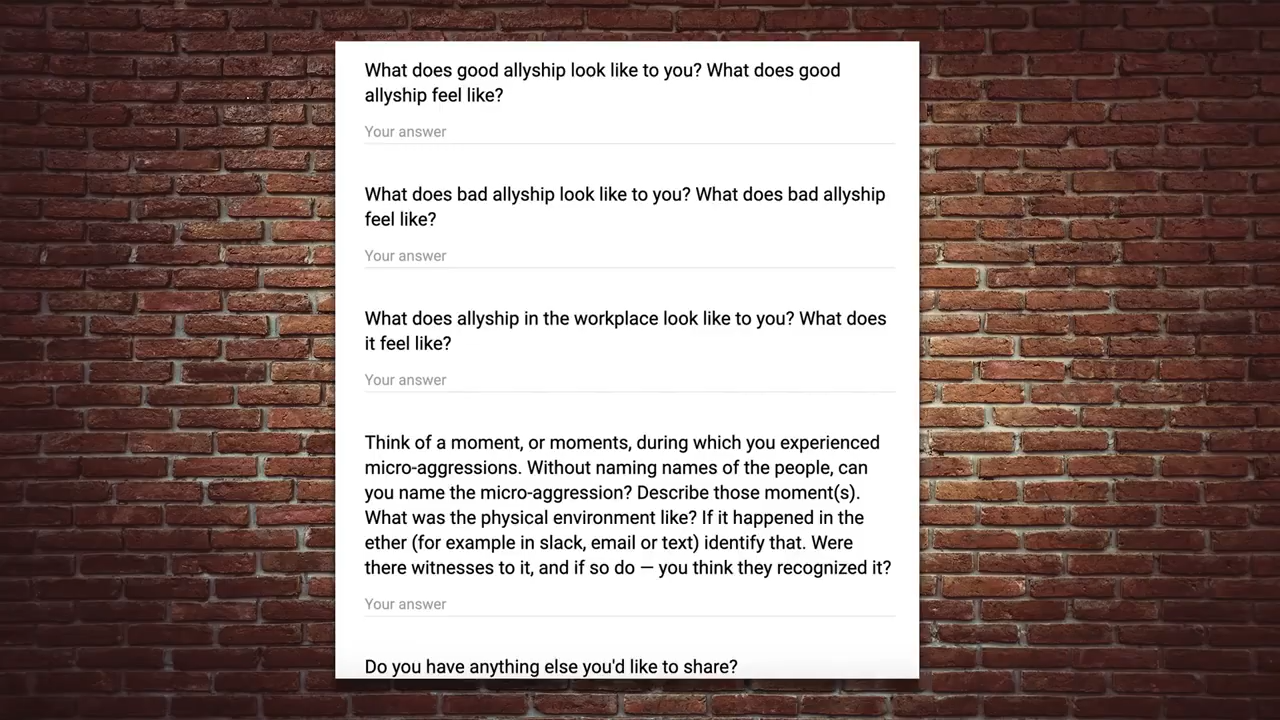 What does good allyship look like to you? What does good
allyship feel like?
Your answer
What does bad allyship look like to you? What does bad allyship
feel like?
Your answer
What does allyship in the workplace look like to you? What does
it feel like?
Your answer
Think of a moment, or moments, during which you experienced
micro-aggressions. Without naming names of the people, can
you name the micro-aggression? Describe those moment(s).
What was the physical environment like? If it happened in the
ether (for example in slack, email or text) identify that. Were
there witnesses to it, and if so do — you think they recognized it?
Your answer
Do you have anything else you'd like to share?